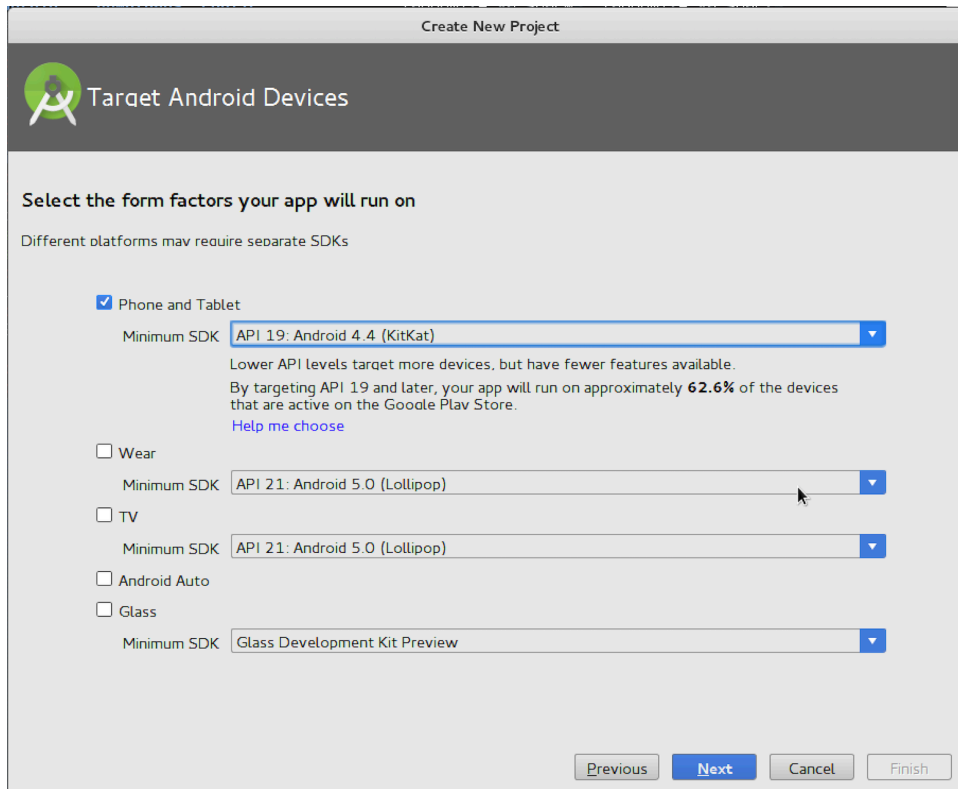 Create New Project
Target Android Devices
Select the form factors your app will run on
Different platforms may require separate SDKs
Phone and Tablet
Minimum SDK API 19: Android 4.4 (KitKat)
Lower API levels target more devices, but have fewer features available.
By targeting API 19 and later, your app will run on approximately 62.6% of the devices
that are active on the Google Play Store.
Help me choose
Wear
Minimum SDK API 21: Android 5.0 (Lollipop)
TV
Minimum SDK API 21: Android 5.0 (Lollipop)
Android Auto
Glass
Minimum SDK Glass Development Kit Preview
Previous Next Cancel Finish